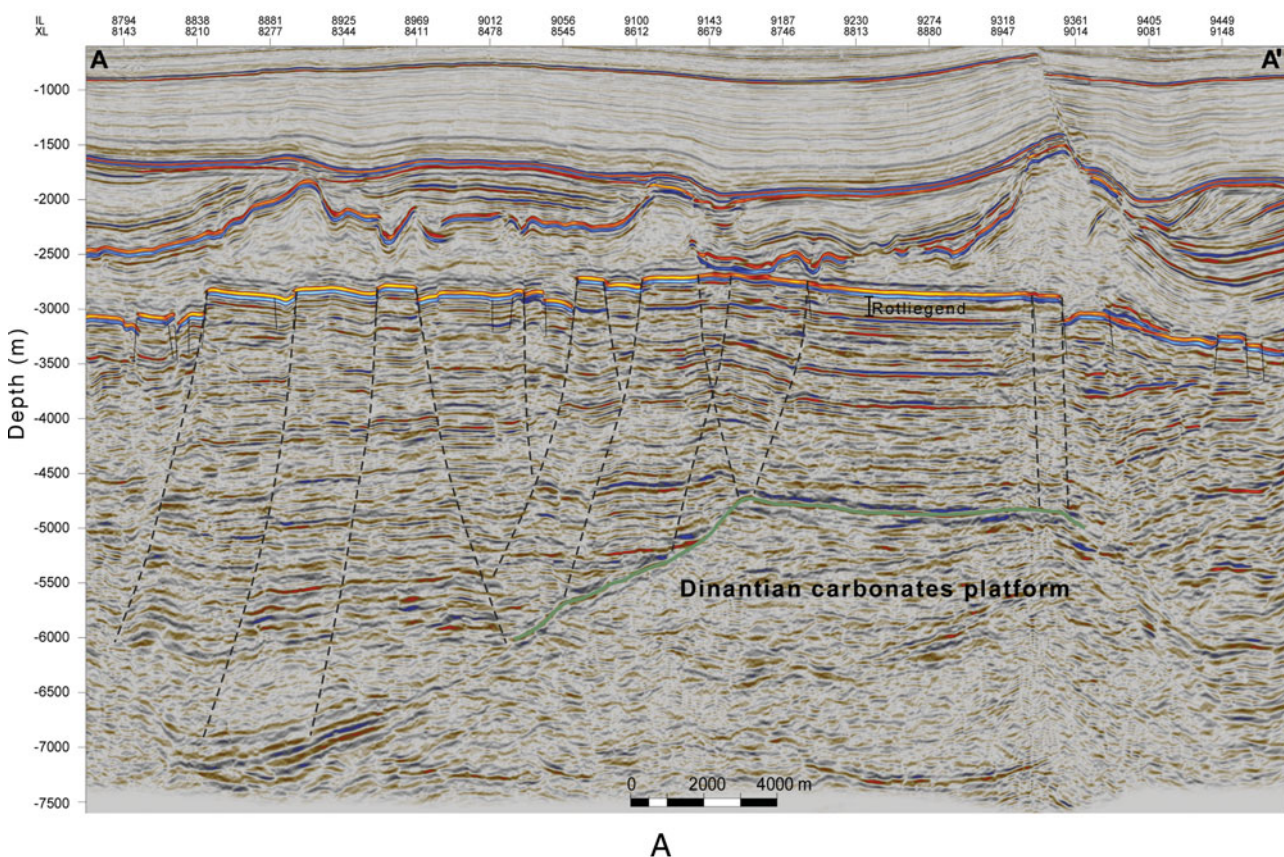 IL 8794 8838 8881 8925 8969 9012 9056 9100 9143 9187 9230 9274 9318 9361 9405 9449
XL 8143 8210 8277 8344 8411 8478 8545 8612 8679 8746 8813 8880 8947 9014 9081 9148
A A'
-1000
-1500
-2000
-2500
-3000
Rotliegend
-3500
Depth (m)
-4000
-4500
-5000
-5500
Dinantian carbonates platform
-6000
-6500
-7000
0 2000 4000 m
-7500
A